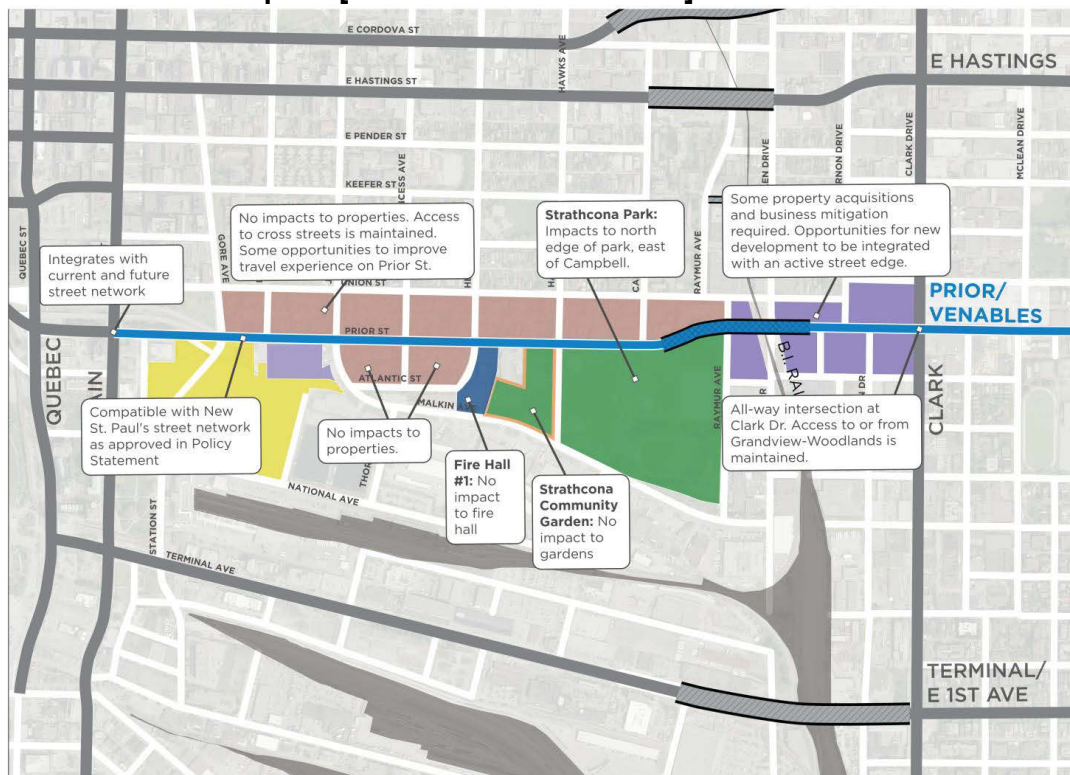 E CORDOVA ST
HAWKS AVE
E HASTINGS
E HASTINGS ST
E PENDER ST
CLARK DRIVE
MCLEAN DRIVE
KEEFER ST
QUEBEC ST
GORE AVE
RAYMUR AVE
No impacts to properties. Access
to cross streets is maintained.
Some opportunities to improve
travel experience on Prior St.
Strathcona Park:
Impacts to north
edge of park, east
of Campbell.
Some property acquisitions
and business mitigation
required. Opportunities for new
development to be integrated
with an active street edge.
Integrates with
current and future
street network
PRIOR ST
PRIOR/
VENABLES
QUEBEC
ATLANTIC ST
RAYMUR AVE
CLARK
Compatible with New
St. Paul's street network
as approved in Policy
Statement
No impacts to
properties.
All-way intersection at
Clark Dr. Access to or from
Grandview-Woodlands is
maintained.
Fire Hall
#1: No
impact
to fire
hall
Strathcona
Community
Garden: No
impact to
gardens
NATIONAL AVE
STATION ST
TERMINAL AVE
TERMINAL/
E 1ST AVE